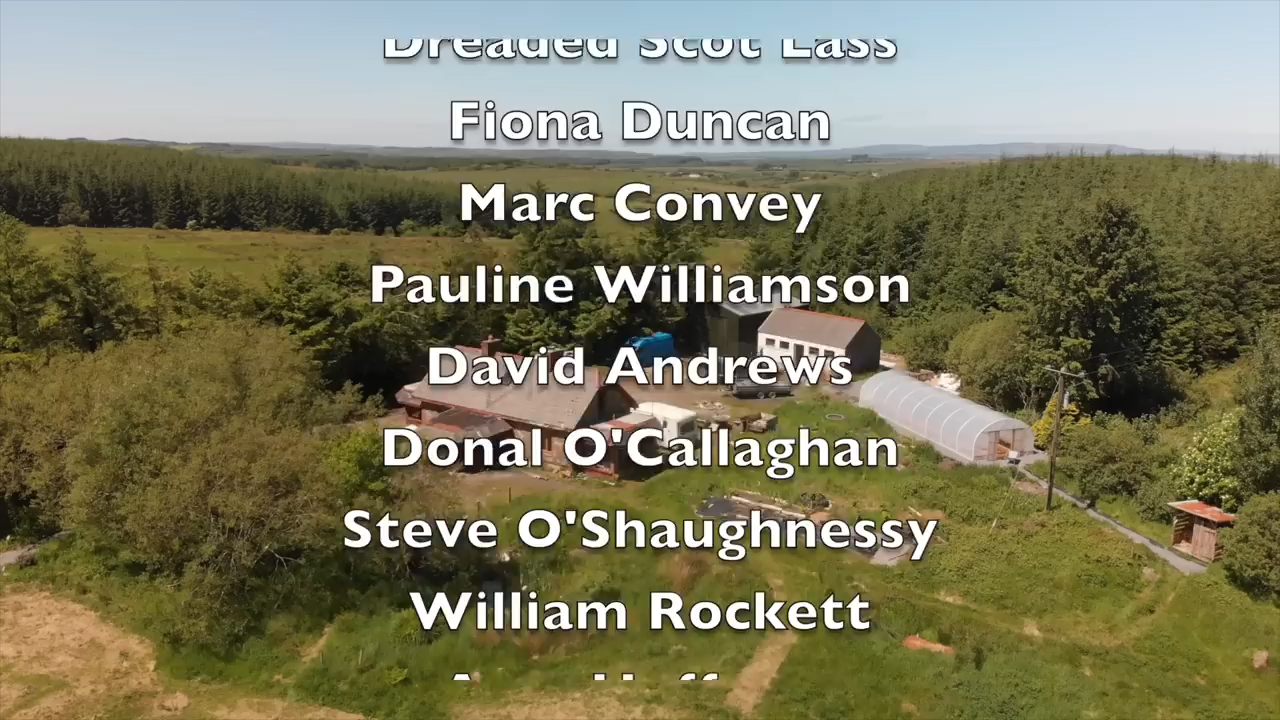 Dreaded Scot Lass
Fiona Duncan
Marc Convey
Pauline Williamson
David Andrews
Donal O'Callaghan
Steve O'Shaughnessy
William Rockett